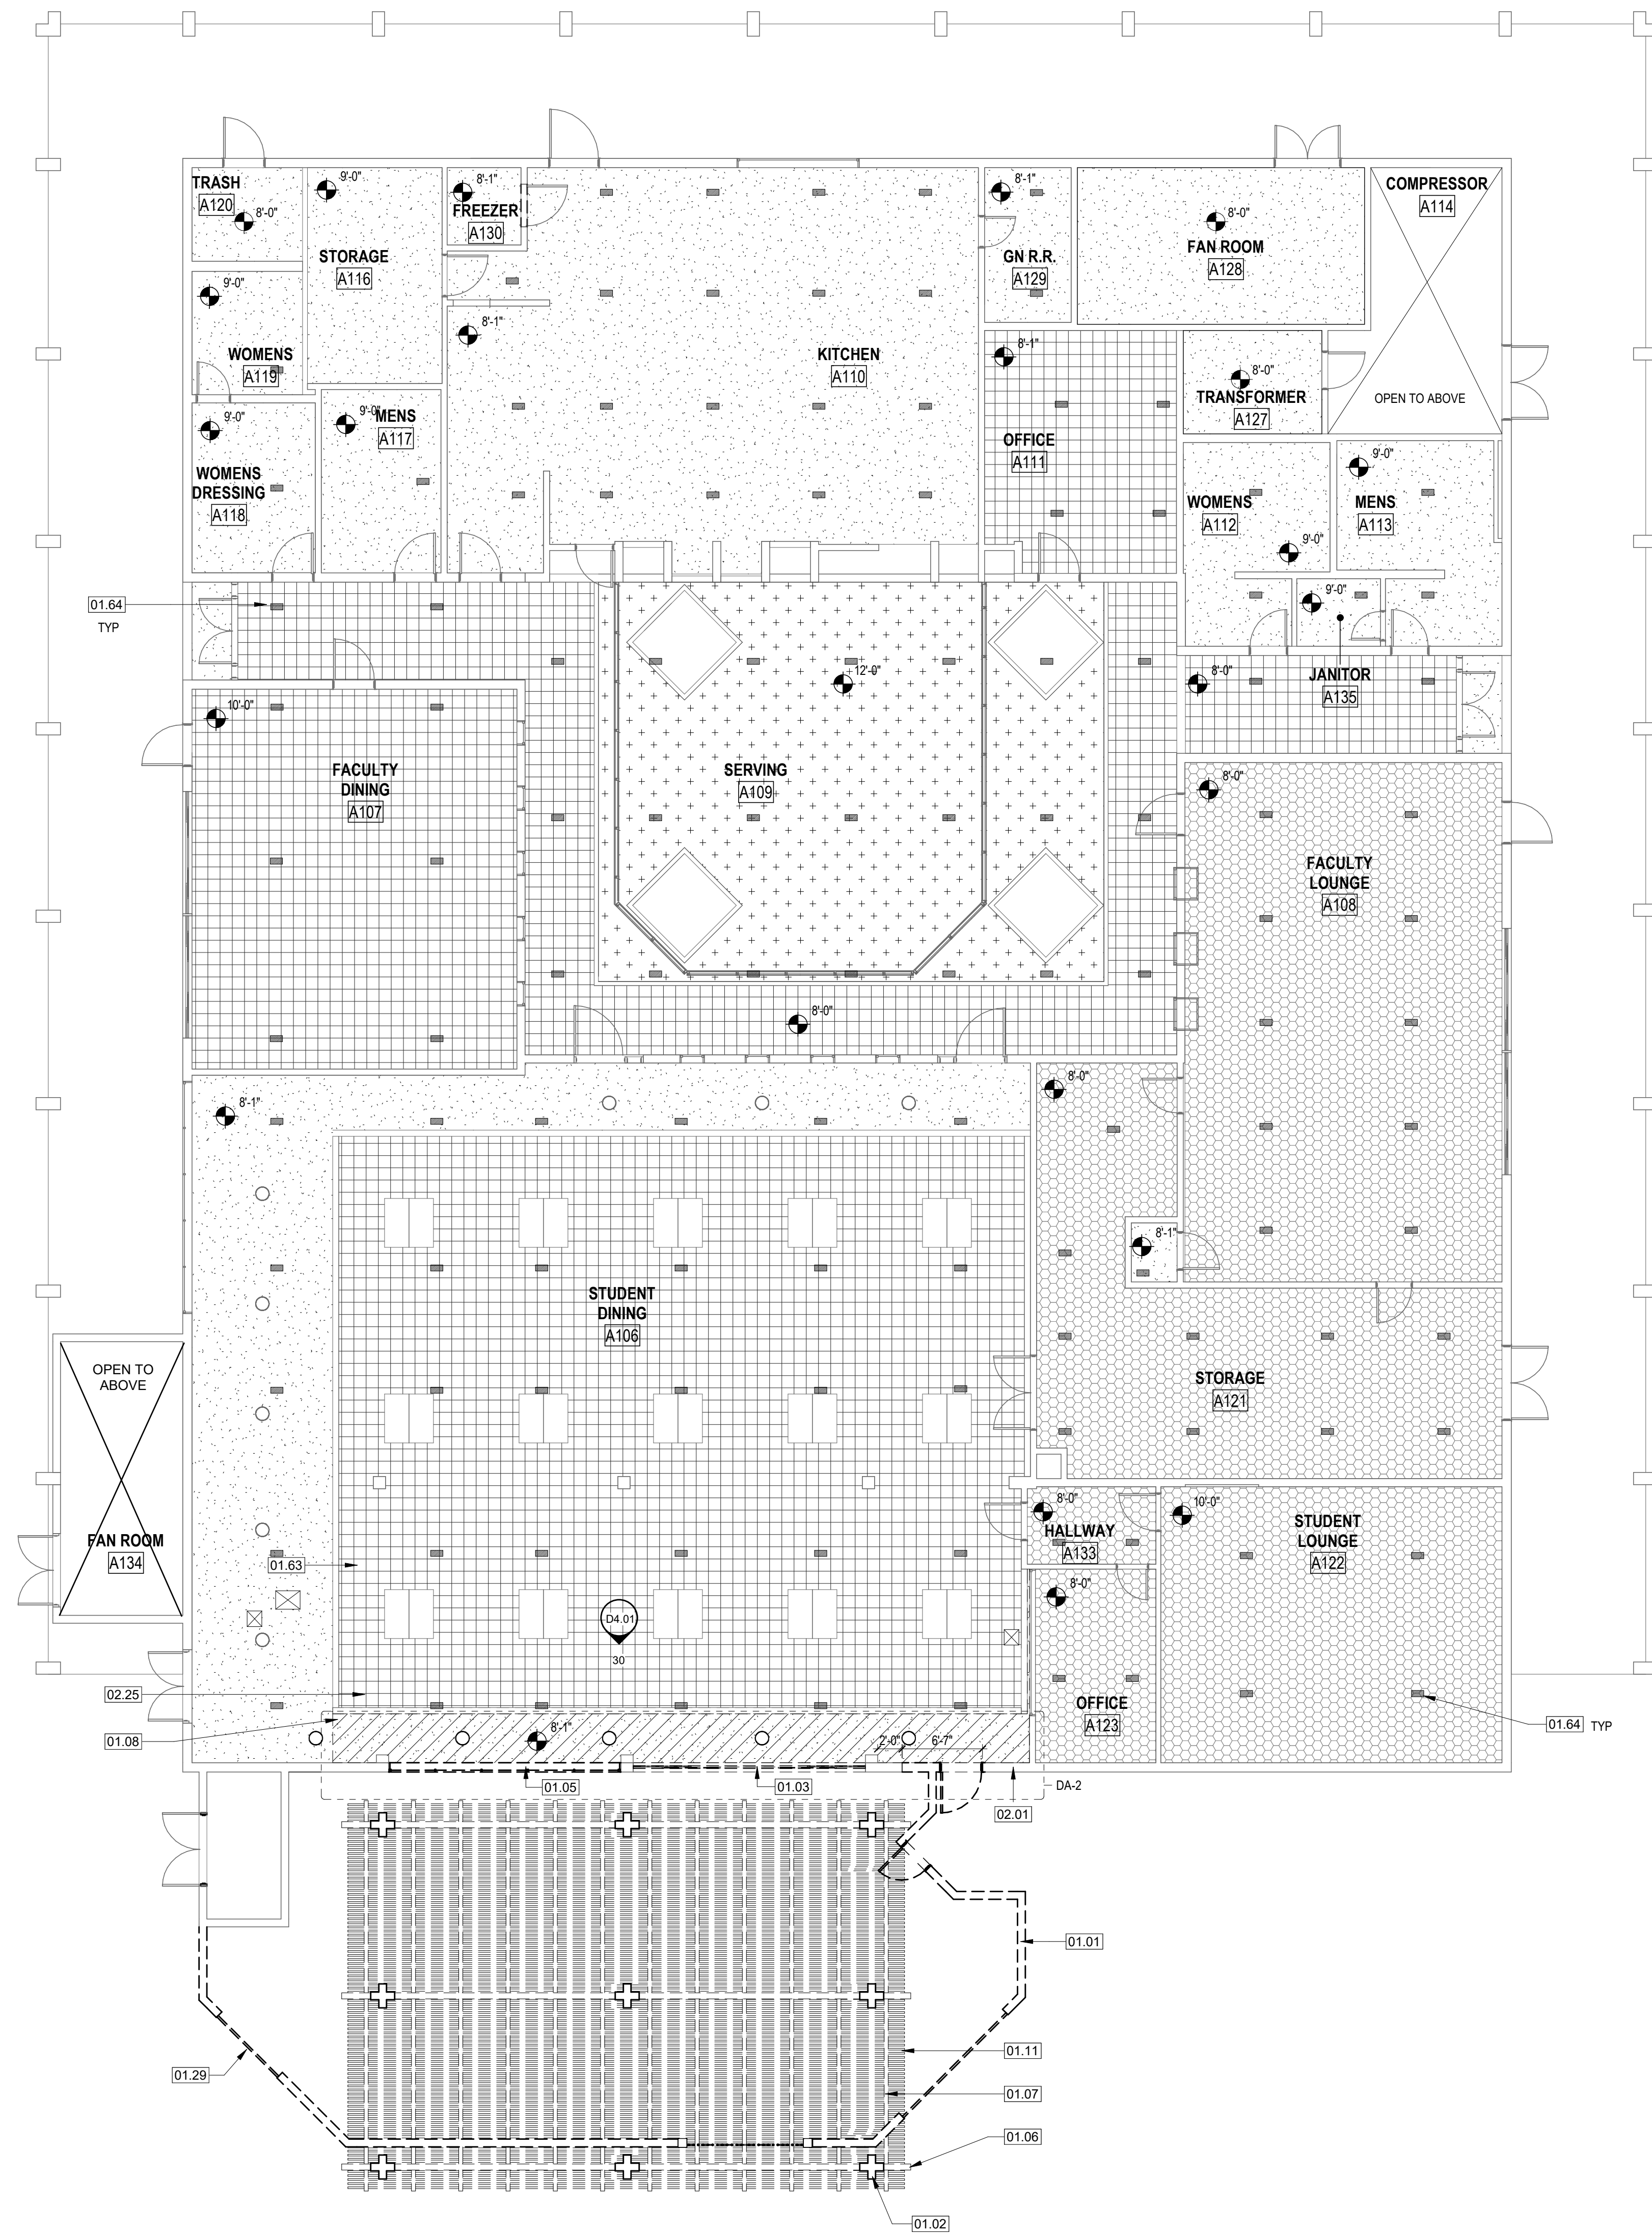 TRASH
A120
8'-0"
9'-0"
STORAGE
A116
8'-1"
FREEZER
A130
8'-1"
GN R.R.
A129
8'-0"
FAN ROOM
A128
COMPRESSOR
A114
OPEN TO ABOVE
9'-0"
WOMENS
A119
8'-1"
KITCHEN
A110
8'-1"
OFFICE
A111
8'-0"
TRANSFORMER
A127
9'-0"
WOMENS
DRESSING
A118
9'-0"
MENS
A117
WOMENS
A112
9'-0"
9'-0"
MENS
A113
9'-0"
01.64
TYP
12'-0"
8'-0"
JANITOR
A135
10'-0"
FACULTY
DINING
A107
SERVING
A109
8'-0"
FACULTY
LOUNGE
A108
8'-0"
8'-1"
8'-0"
8'-1"
STUDENT
DINING
A106
OPEN TO
ABOVE
STORAGE
A121
FAN ROOM
A134
01.63
8'-0"
HALLWAY
A133
10'-0"
STUDENT
LOUNGE
A122
8'-0"
D4.01
30
02.25
OFFICE
A123
01.64 TYP
01.08
8'-1"
2'-0"
6'-7"
01.05
01.03
DA-2
02.01
01.01
01.11
01.29
01.07
01.06
01.02